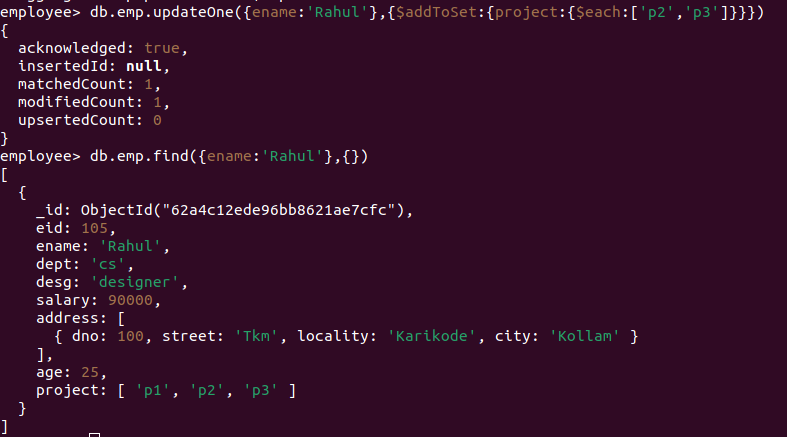 employee> db.emp.updateOne({ename:'Rahul'},{$addToSet:{project:{$each:['p2','p3']}}})
{
  acknowledged: true,
  insertedId: null,
  matchedCount: 1,
  modifiedCount: 1,
  upsertedCount: 0
}
employee> db.emp.find({ename:'Rahul'},{})
[
  {
    _id: ObjectId("62a4c12ede96bb8621ae7cfc"),
    eid: 105,
    ename: 'Rahul',
    dept: 'cs',
    desg: 'designer',
    salary: 90000,
    address: [
      { dno: 100, street: 'Tkm', locality: 'Karikode', city: 'Kollam' }
    ],
    age: 25,
    project: [ 'p1', 'p2', 'p3' ]
  }
]